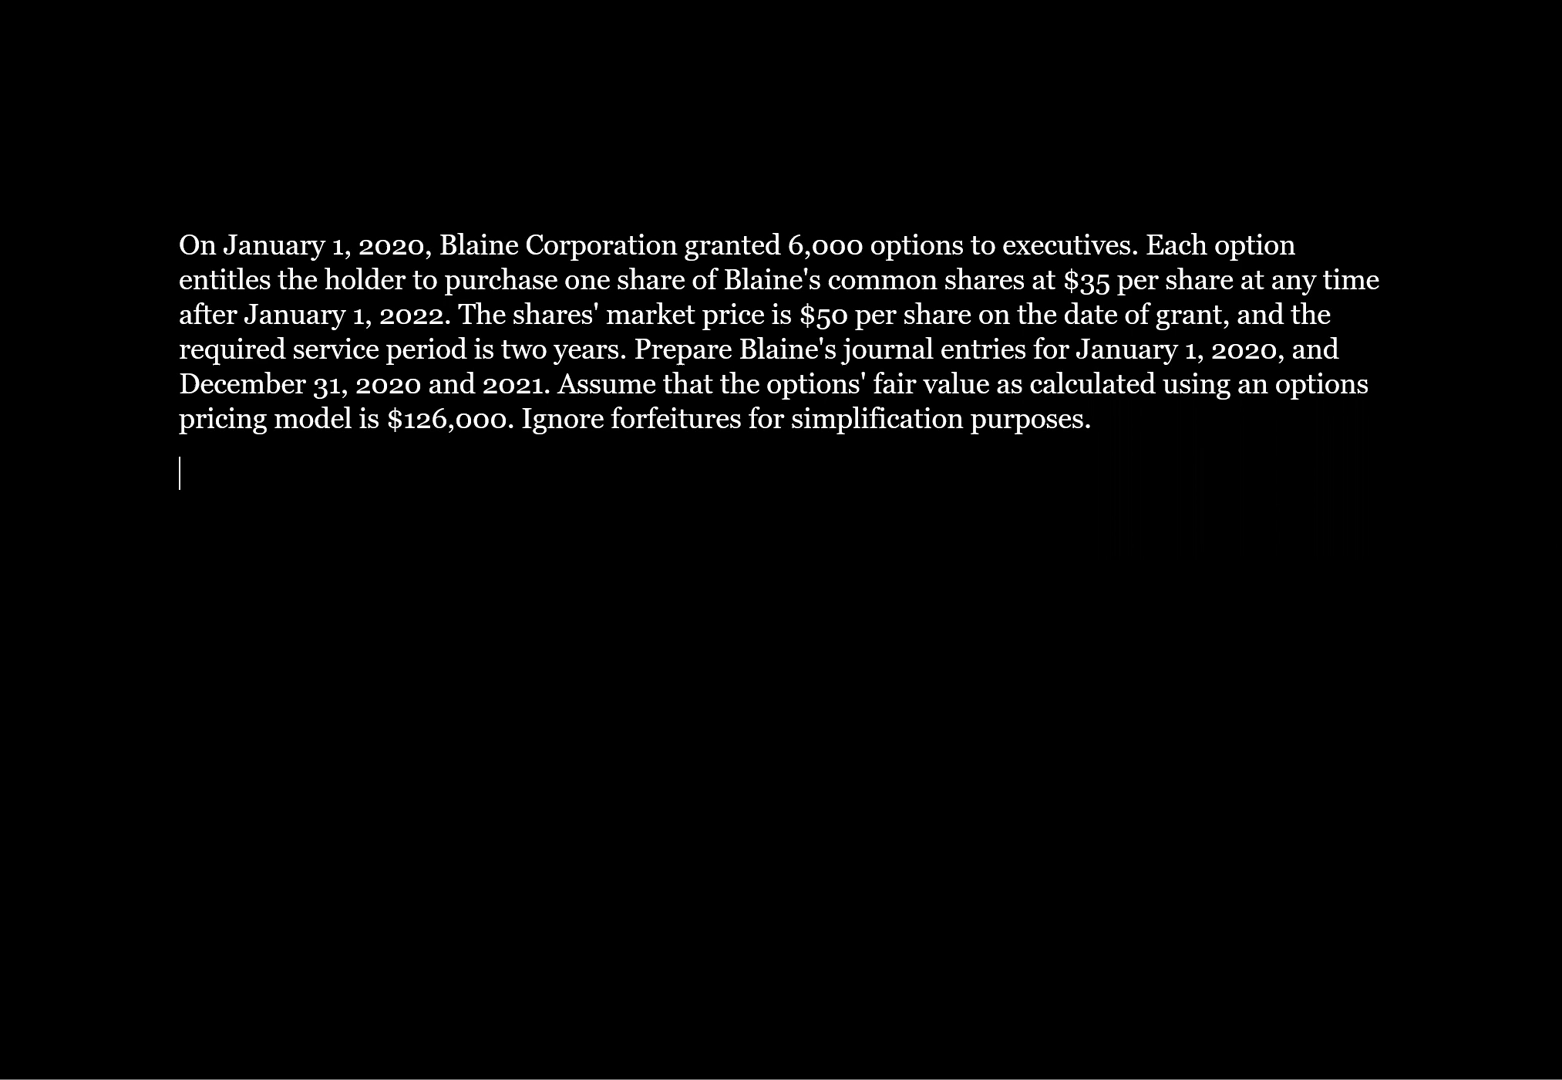 On January 1, 2020, Blaine Corporation granted 6,000 options to executives. Each option
entitles the holder to purchase one share of Blaine's common shares at $35 per share at any time
after January 1, 2022. The shares' market price is $50 per share on the date of grant, and the
required service period is two years. Prepare Blaine's journal entries for January 1, 2020, and
December 31, 2020 and 2021. Assume that the options' fair value as calculated using an options
pricing model is $126,000. Ignore forfeitures for simplification purposes.